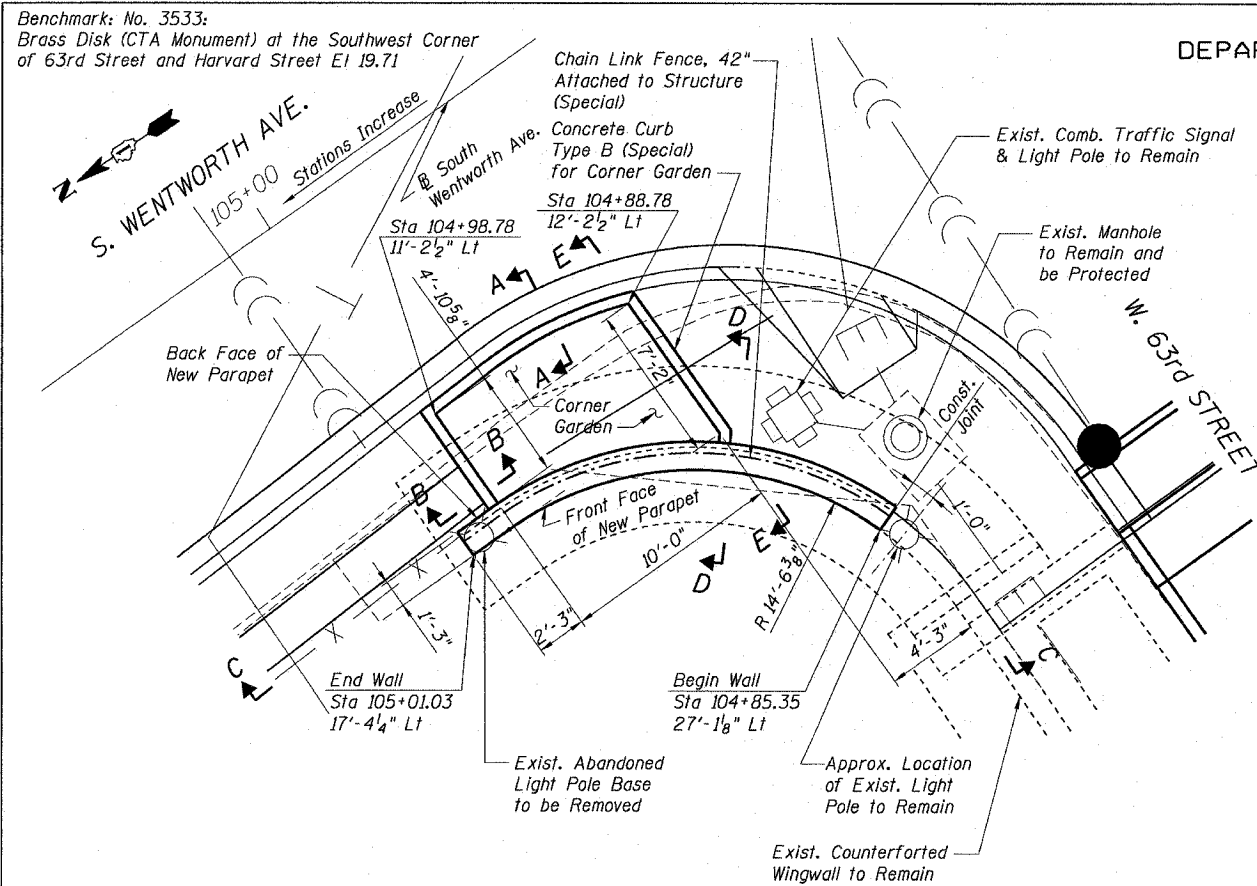 Benchmark: No. 3533:
Brass Disk (CTA Monument) at the Southwest Corner
of 63rd Street and Harvard Street El 19.71
DEPAR
Chain Link Fence, 42"
Attached to Structure
(Special)
N
S. WENTWORTH AVE.
105+00
Stations Increase
℄ South
Wentworth Ave.
Concrete Curb
Type B (Special)
for Corner Garden
Exist. Comb. Traffic Signal
& Light Pole to Remain
Sta 104+98.78
11'-2½" Lt
Sta 104+88.78
12'-2½" Lt
Exist. Manhole
to Remain and
be Protected
A
E
4'-10⅝"
D
W. 63rd STREET
Back Face of
New Parapet
A
7'-2"
Corner
Garden
Const.
Joint
B
B
Front Face
of New Parapet
1'-0"
10'-0"
E
D
R 14'-6⅜"
2'-3"
1'-3"
4'-3"
C
C
End Wall
Sta 105+01.03
17'-4¼" Lt
Begin Wall
Sta 104+85.35
27'-1⅛" Lt
Exist. Abandoned
Light Pole Base
to be Removed
Approx. Location
of Exist. Light
Pole to Remain
Exist. Counterforted
Wingwall to Remain